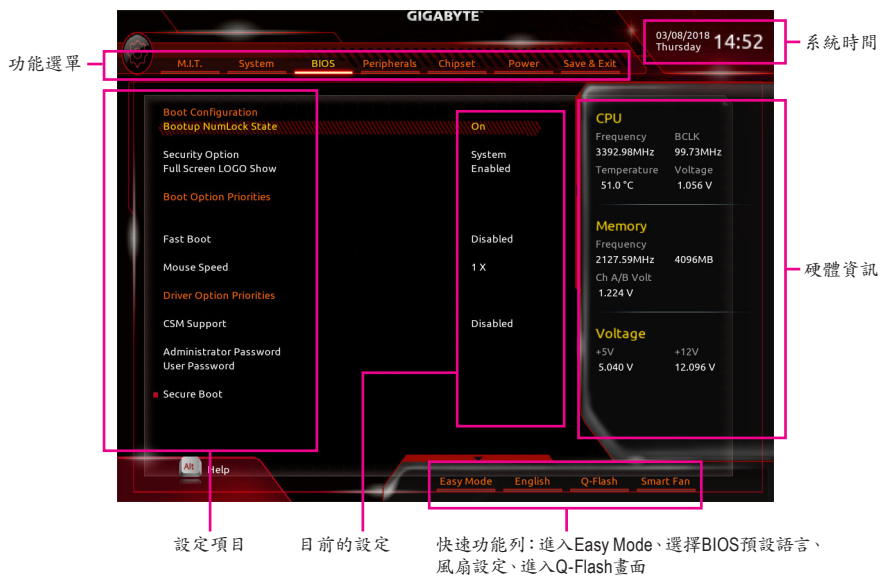 GIGABYTE™
03/08/2018
Thursday
14:52
系統時間
功能選單
M.I.T. System BIOS Peripherals Chipset Power Save & Exit
Boot Configuration
Bootup NumLock State On
Security Option System
Full Screen LOGO Show Enabled
Boot Option Priorities
Fast Boot Disabled
Mouse Speed 1 X
Driver Option Priorities
CSM Support Disabled
Administrator Password
User Password
Secure Boot
CPU
Frequency BCLK
3392.98MHz 99.73MHz
Temperature Voltage
51.0 °C 1.056 V
Memory
Frequency
2127.59MHz 4096MB
Ch A/B Volt
1.224 V
Voltage
+5V +12V
5.040 V 12.096 V
硬體資訊
Alt Help
Easy Mode English Q-Flash Smart Fan
設定項目
目前的設定
快速功能列：進入Easy Mode、選擇BIOS預設語言、
風扇設定、進入Q-Flash畫面